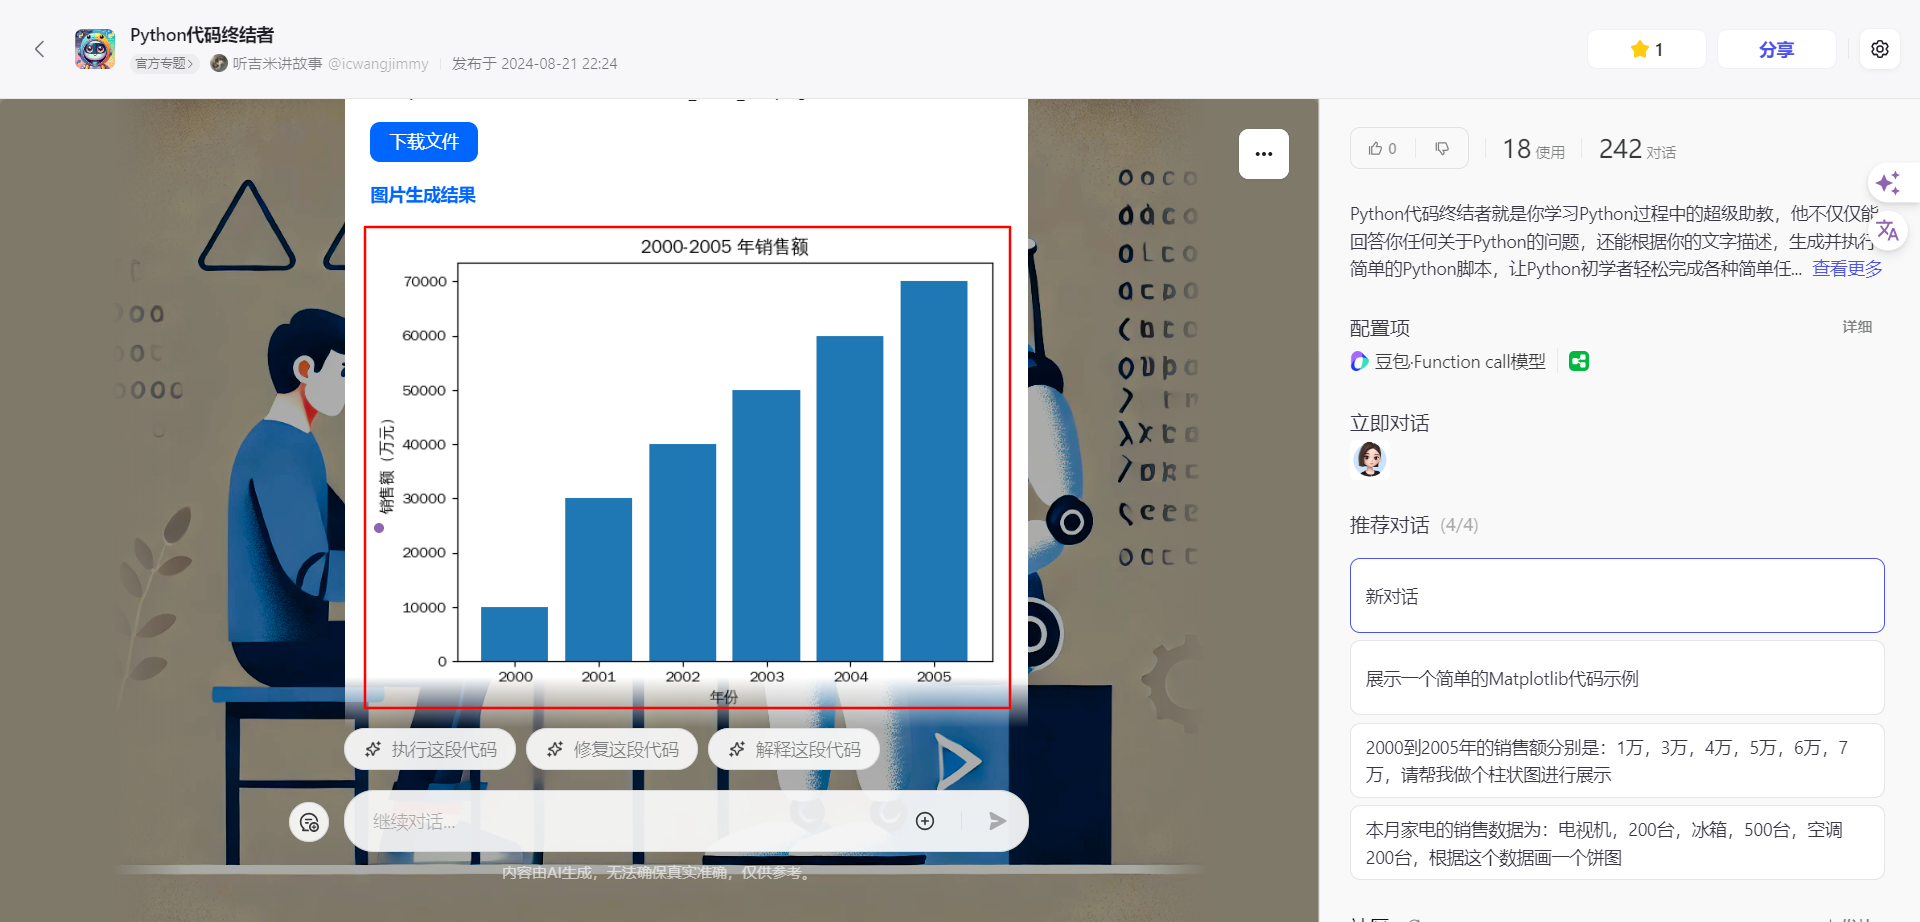 Python代码终结者
官方专题
听吉米讲故事 @icwangjimmy 发布于 2024-08-21 22:24
1
分享
下载文件
图片生成结果
2000-2005 年销售额
70000
60000
50000
40000
30000
20000
10000
0
销售额（万元）
2000 2001 2002 2003 2004 2005
年份
执行这段代码 修复这段代码 解释这段代码
继续对话...
内容由AI生成，无法确保真实准确，仅供参考。
0
18 使用
242 对话
Python代码终结者就是你学习Python过程中的超级助教，他不仅仅能
回答你任何关于Python的问题，还能根据你的文字描述，生成并执行
简单的Python脚本，让Python初学者轻松完成各种简单任... 查看更多
配置项 详细
豆包·Function call模型
立即对话
推荐对话 (4/4)
新对话
展示一个简单的Matplotlib代码示例
2000到2005年的销售额分别是：1万，3万，4万，5万，6万，7
万，请帮我做个柱状图进行展示
本月家电的销售数据为：电视机，200台，冰箱，500台，空调
200台，根据这个数据画一个饼图